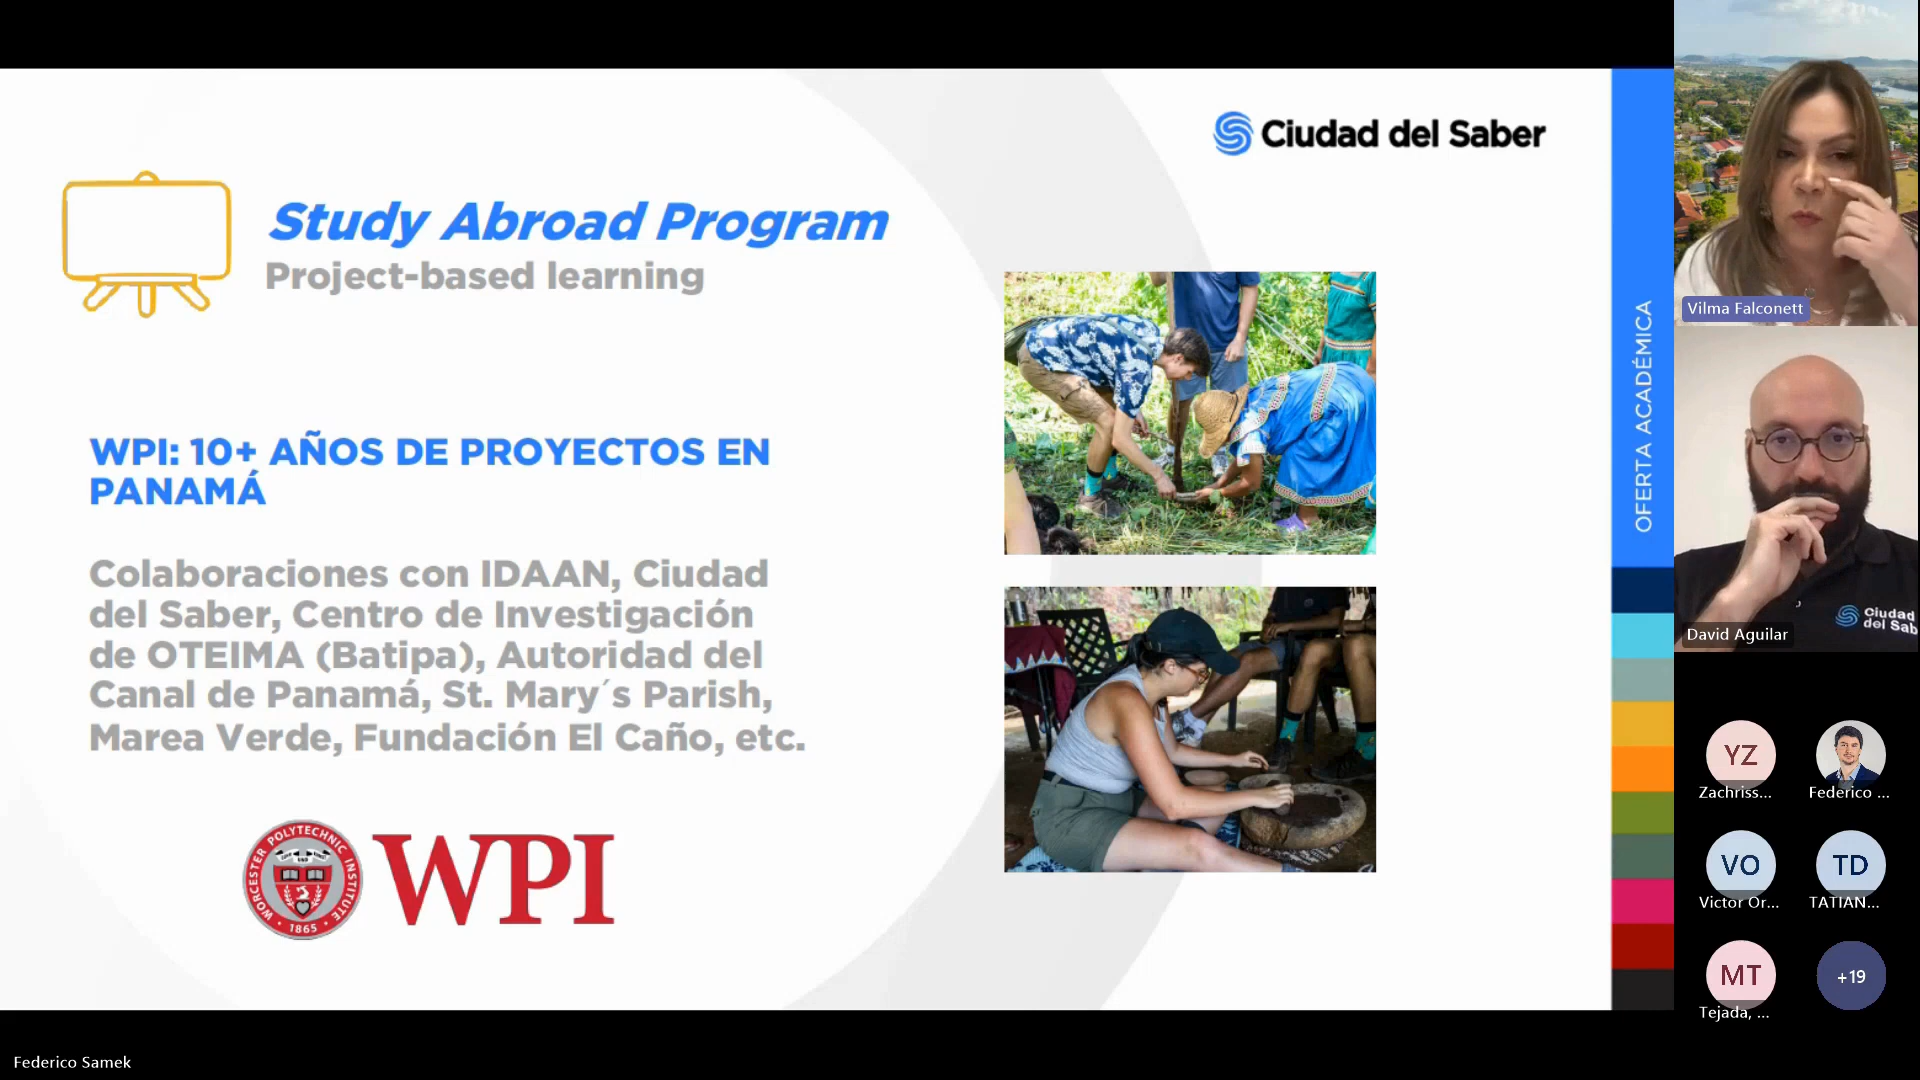 Ciudad del Saber
Study Abroad Program
Project-based learning
WPI: 10+ AÑOS DE PROYECTOS EN
PANAMÁ
Colaboraciones con IDAAN, Ciudad
del Saber, Centro de Investigación
de OTEIMA (Batipa), Autoridad del
Canal de Panamá, St. Mary´s Parish,
Marea Verde, Fundación El Caño, etc.
WORCESTER POLYTECHNIC INSTITUTE
1865
WPI
OFERTA ACADÉMICA
Vilma Falconett
Ciudad
del Sab
David Aguilar
YZ
Zachriss...
Federico ...
VO
Victor Or...
TD
TATIAN...
MT
Tejada, ...
+19
Federico Samek